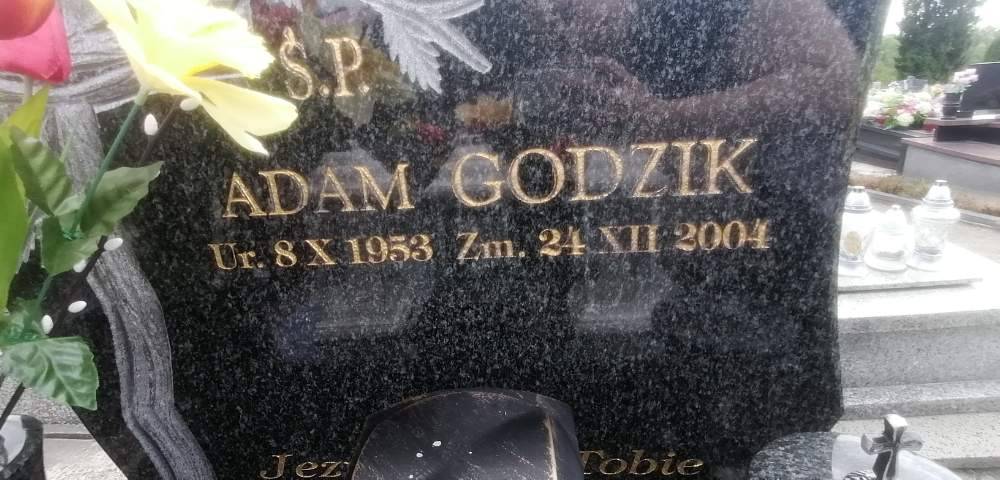 Ś.P.
ADAM GODZIK
Ur. 8 X 1953 Zm. 24 XII 2004
Tobie